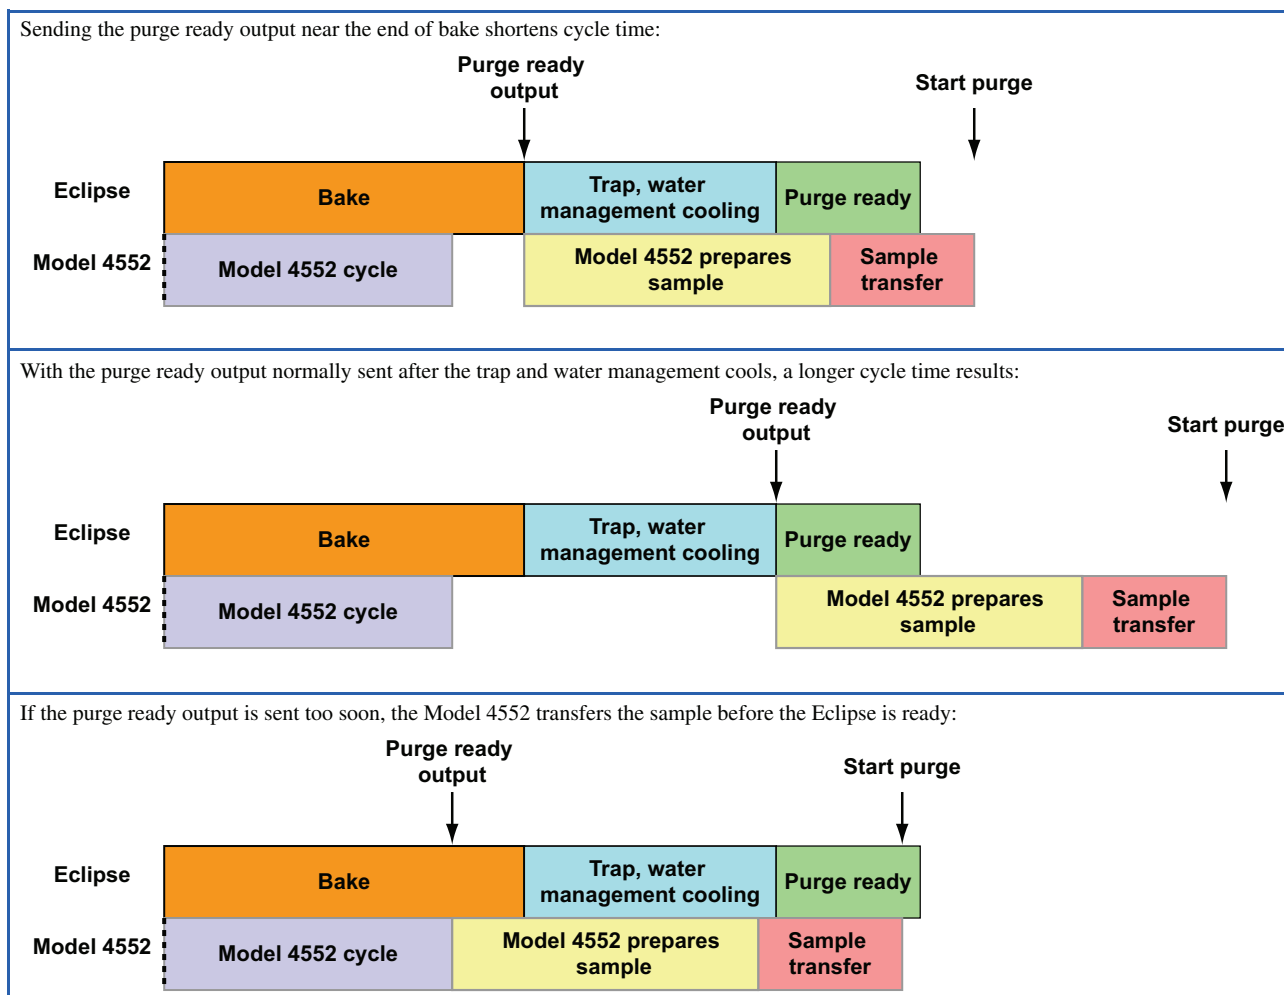 Sending the purge ready output near the end of bake shortens cycle time:
Purge ready
output
Start purge
Eclipse
Bake
Trap, water
management cooling
Purge ready
Model 4552
Model 4552 cycle
Model 4552 prepares
sample
Sample
transfer
With the purge ready output normally sent after the trap and water management cools, a longer cycle time results:
Purge ready
output
Start purge
Eclipse
Bake
Trap, water
management cooling
Purge ready
Model 4552
Model 4552 cycle
Model 4552 prepares
sample
Sample
transfer
If the purge ready output is sent too soon, the Model 4552 transfers the sample before the Eclipse is ready:
Purge ready
output
Start purge
Eclipse
Bake
Trap, water
management cooling
Purge ready
Model 4552
Model 4552 cycle
Model 4552 prepares
sample
Sample
transfer